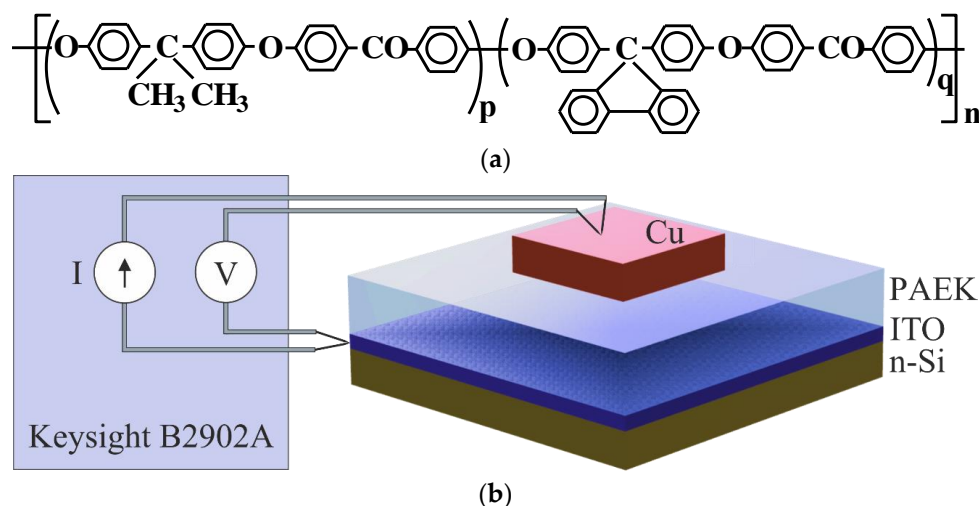 O C O CO O C O CO
CH3 CH3 p q n
(a)
I V Cu
PAEK
ITO
n-Si
Keysight B2902A
(b)